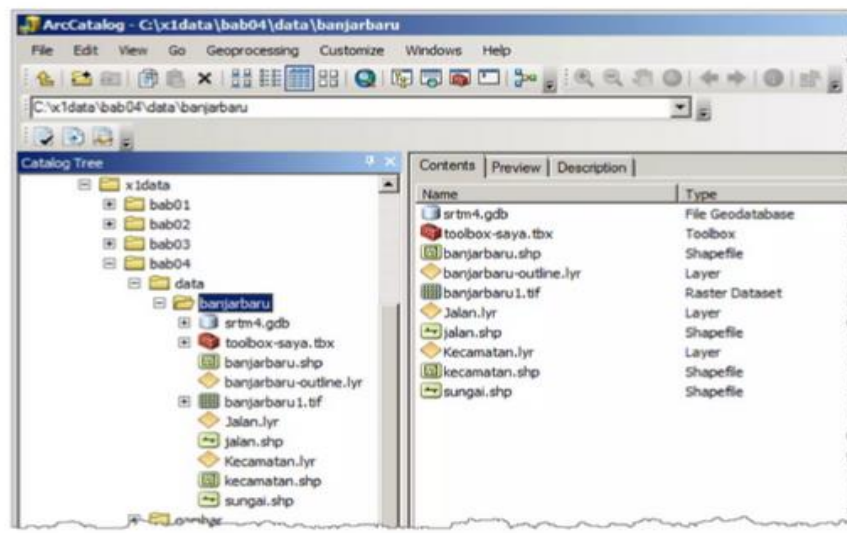 ArcCatalog - C:\x1data\bab04\data\banjarbaru
File Edit View Go Geoprocessing Customize Windows Help
C:\x1data\bab04\data\banjarbaru
Catalog Tree
x1data
bab01
bab02
bab03
bab04
data
banjarbaru
srtm4.gdb
toolbox-saya.tbx
banjarbaru.shp
banjarbaru-outline.lyr
banjarbaru1.tif
Jalan.lyr
jalan.shp
Kecamatan.lyr
kecamatan.shp
sungai.shp
Contents Preview Description
Name Type
srtm4.gdb File Geodatabase
toolbox-saya.tbx Toolbox
banjarbaru.shp Shapefile
banjarbaru-outline.lyr Layer
banjarbaru1.tif Raster Dataset
Jalan.lyr Layer
jalan.shp Shapefile
Kecamatan.lyr Layer
kecamatan.shp Shapefile
sungai.shp Shapefile